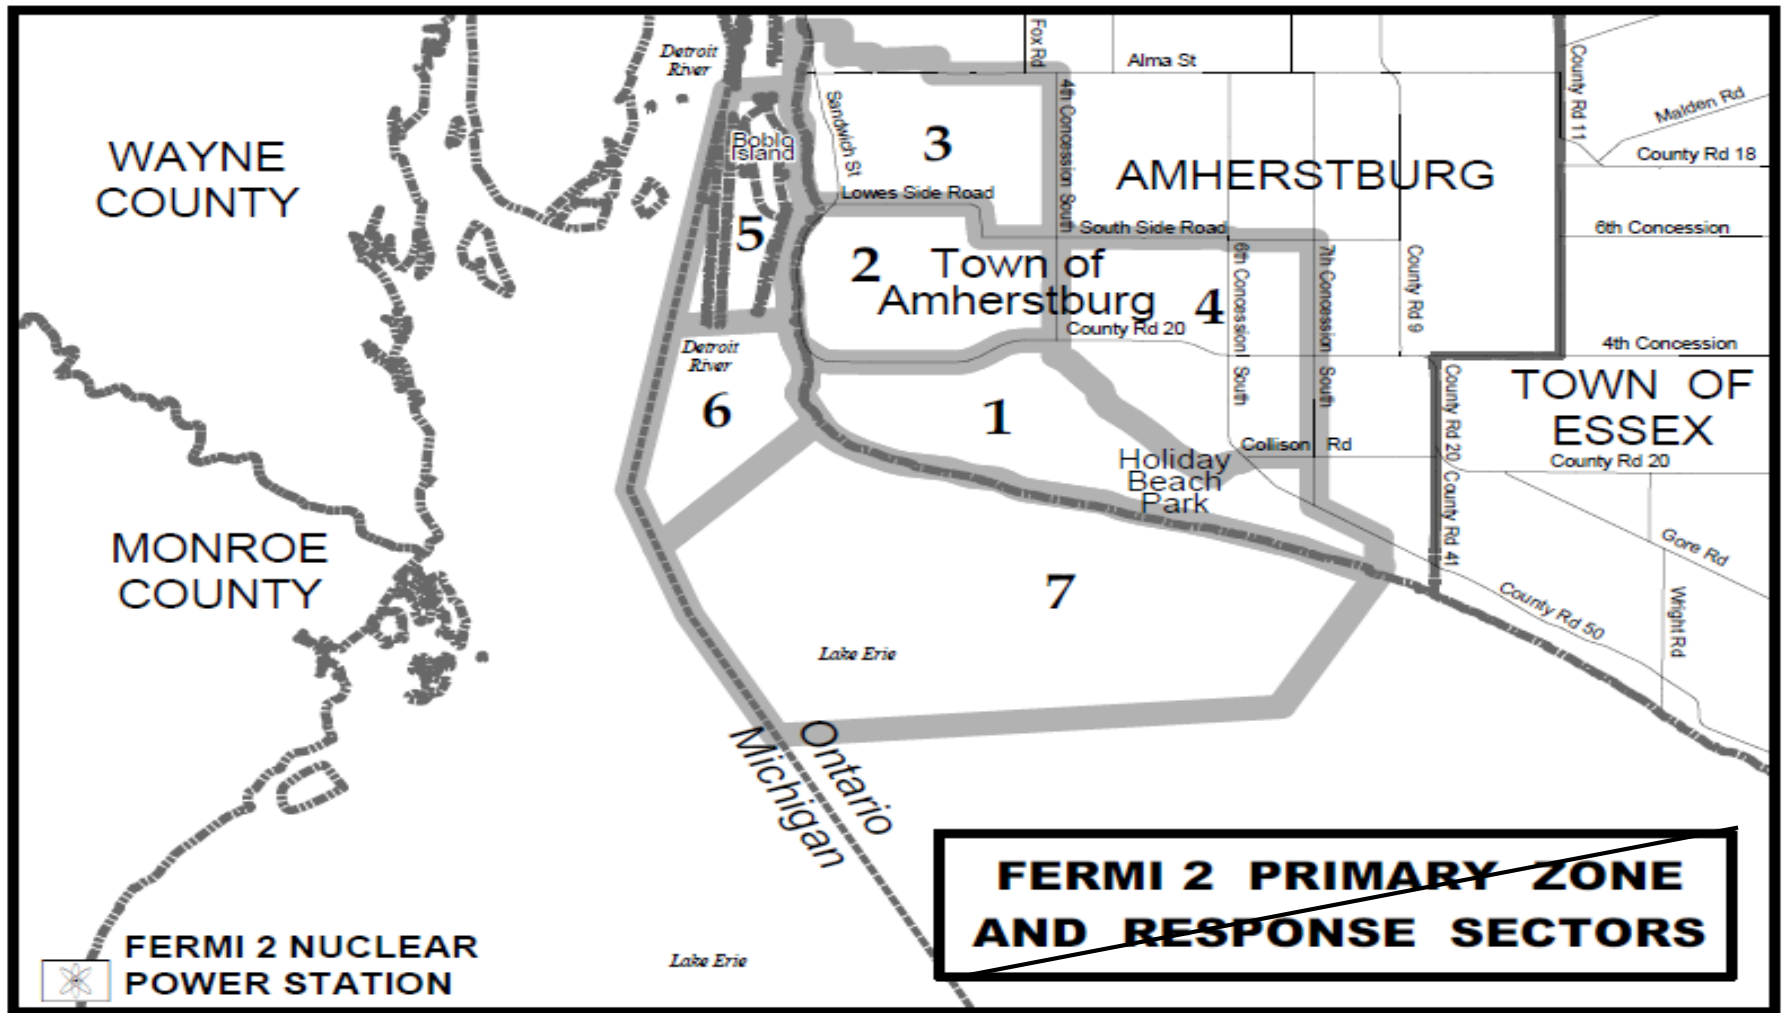 Detroit
River
Fox Rd
Alma St
County Rd 11
Malden Rd
WAYNE
COUNTY
Sandwich St
Boblo
Island
3
4th Concession South
AMHERSTBURG
County Rd 18
Lowes Side Road
5
South Side Road
6th Concession
2
Town of
Amherstburg
4
6th Concession
South
7th Concession
South
County Rd 9
County Rd 20
4th Concession
Detroit
River
6
1
TOWN OF
ESSEX
County Rd 20
County Rd 20
County Rd 41
Collison Rd
Holiday
Beach
Park
MONROE
COUNTY
Gore Rd
7
County Rd 50
Wright Rd
Lake Erie
Ontario
Michigan
FERMI 2 PRIMARY ZONE
AND RESPONSE SECTORS
FERMI 2 NUCLEAR
POWER STATION
Lake Erie